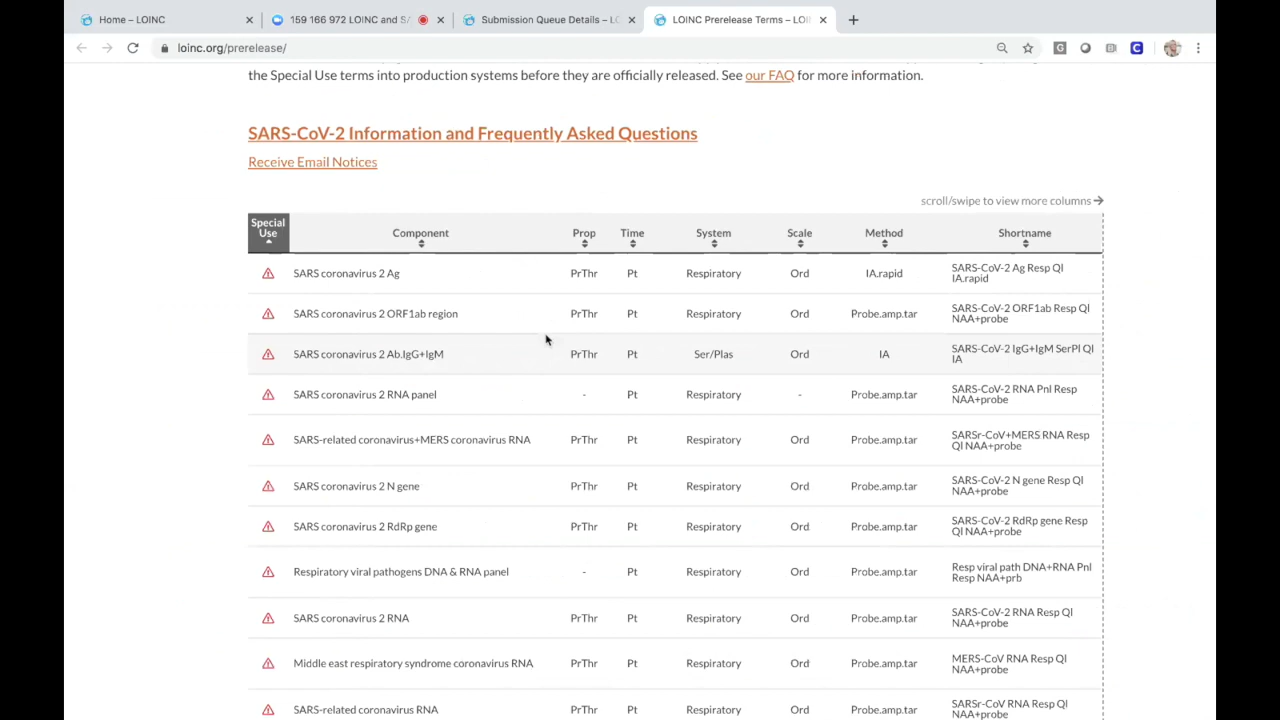 Home – LOINC
159 166 972 LOINC and SA
Submission Queue Details – LO
LOINC Prerelease Terms – LOI
loinc.org/prerelease/
the Special Use terms into production systems before they are officially released. See our FAQ for more information.
SARS-CoV-2 Information and Frequently Asked Questions
Receive Email Notices
scroll/swipe to view more columns →
Special Use Component Prop Time System Scale Method Shortname
SARS coronavirus 2 Ag PrThr Pt Respiratory Ord IA.rapid SARS-CoV-2 Ag Resp Ql IA.rapid
SARS coronavirus 2 ORF1ab region PrThr Pt Respiratory Ord Probe.amp.tar SARS-CoV-2 ORF1ab Resp Ql NAA+probe
SARS coronavirus 2 Ab.IgG+IgM PrThr Pt Ser/Plas Ord IA SARS-CoV-2 IgG+IgM SerPl Ql IA
SARS coronavirus 2 RNA panel - Pt Respiratory - Probe.amp.tar SARS-CoV-2 RNA Pnl Resp NAA+probe
SARS-related coronavirus+MERS coronavirus RNA PrThr Pt Respiratory Ord Probe.amp.tar SARSr-CoV+MERS RNA Resp Ql NAA+probe
SARS coronavirus 2 N gene PrThr Pt Respiratory Ord Probe.amp.tar SARS-CoV-2 N gene Resp Ql NAA+probe
SARS coronavirus 2 RdRp gene PrThr Pt Respiratory Ord Probe.amp.tar SARS-CoV-2 RdRp gene Resp Ql NAA+probe
Respiratory viral pathogens DNA & RNA panel - Pt Respiratory Ord Probe.amp.tar Resp viral path DNA+RNA Pnl Resp NAA+prb
SARS coronavirus 2 RNA PrThr Pt Respiratory Ord Probe.amp.tar SARS-CoV-2 RNA Resp Ql NAA+probe
Middle east respiratory syndrome coronavirus RNA PrThr Pt Respiratory Ord Probe.amp.tar MERS-CoV RNA Resp Ql NAA+probe
SARS-related coronavirus RNA PrThr Pt Respiratory Ord Probe.amp.tar SARSr-CoV RNA Resp Ql NAA+probe